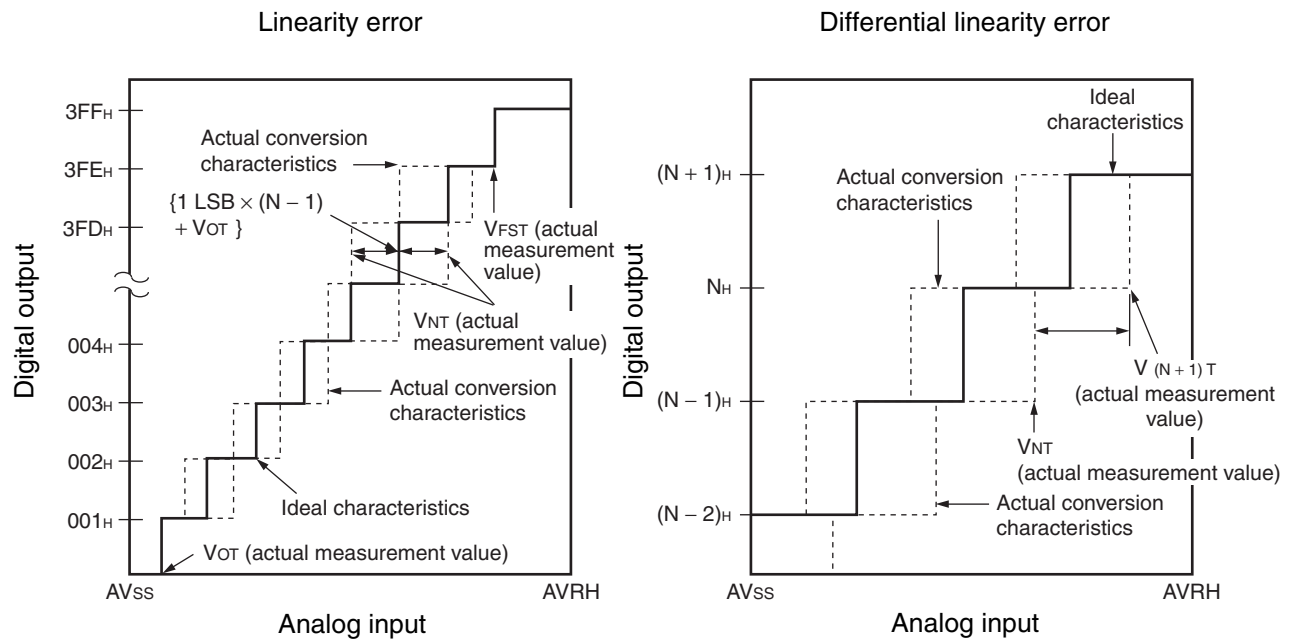 Linearity error
3FFH
3FEH
3FDH
004H
003H
002H
001H
Digital output
Actual conversion
characteristics
{1 LSB × (N − 1)
+ VOT }
VFST (actual
measurement
value)
VNT (actual
measurement value)
Actual conversion
characteristics
Ideal characteristics
VOT (actual measurement value)
AVSS
AVRH
Analog input
Differential linearity error
(N + 1)H
NH
(N − 1)H
(N − 2)H
Digital output
Ideal
characteristics
Actual conversion
characteristics
V (N + 1) T
(actual measurement
value)
VNT
(actual measurement value)
Actual conversion
characteristics
AVSS
AVRH
Analog input